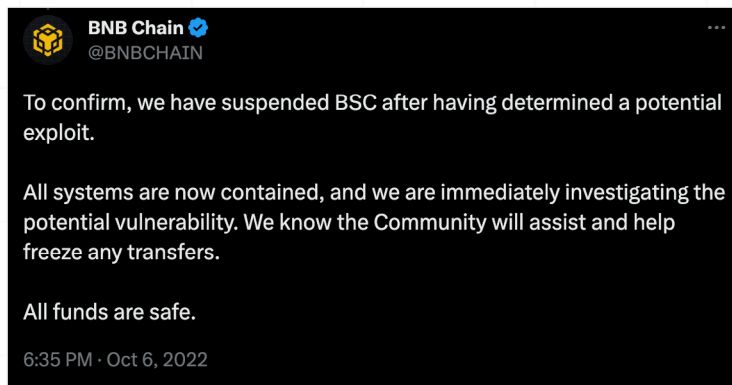 BNB Chain
@BNBCHAIN
To confirm, we have suspended BSC after having determined a potential
exploit.
All systems are now contained, and we are immediately investigating the
potential vulnerability. We know the Community will assist and help
freeze any transfers.
All funds are safe.
6:35 PM · Oct 6, 2022